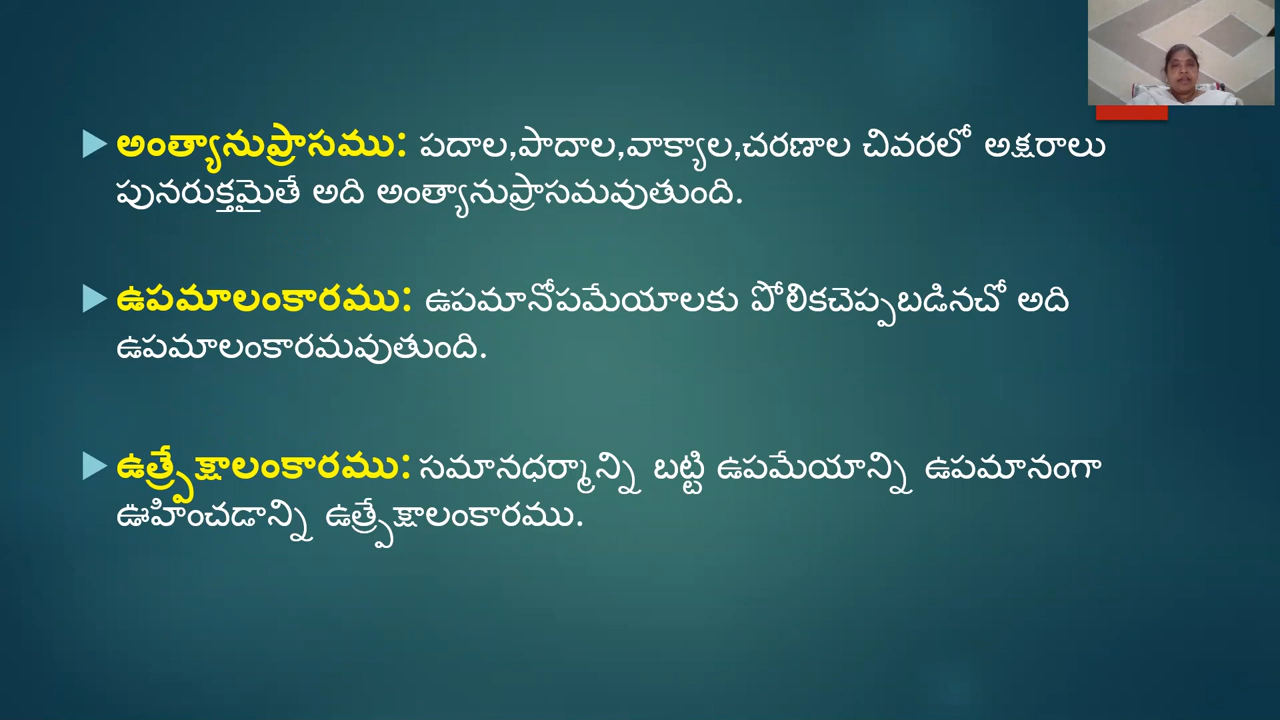 అంత్యానుప్రాసము: పదాల,పాదాల,వాక్యాల,చరణాల చివరలో అక్షరాలు
పునరుక్తమైతే అది అంత్యానుప్రాసమవుతుంది.
ఉపమాలంకారము: ఉపమానోపమేయాలకు పోలికచెప్పబడినచో అది
ఉపమాలంకారమవుతుంది.
ఉత్ప్రేక్షాలంకారము: సమానధర్మాన్ని బట్టి ఉపమేయాన్ని ఉపమానంగా
ఊహించడాన్ని ఉత్ప్రేక్షాలంకారము.